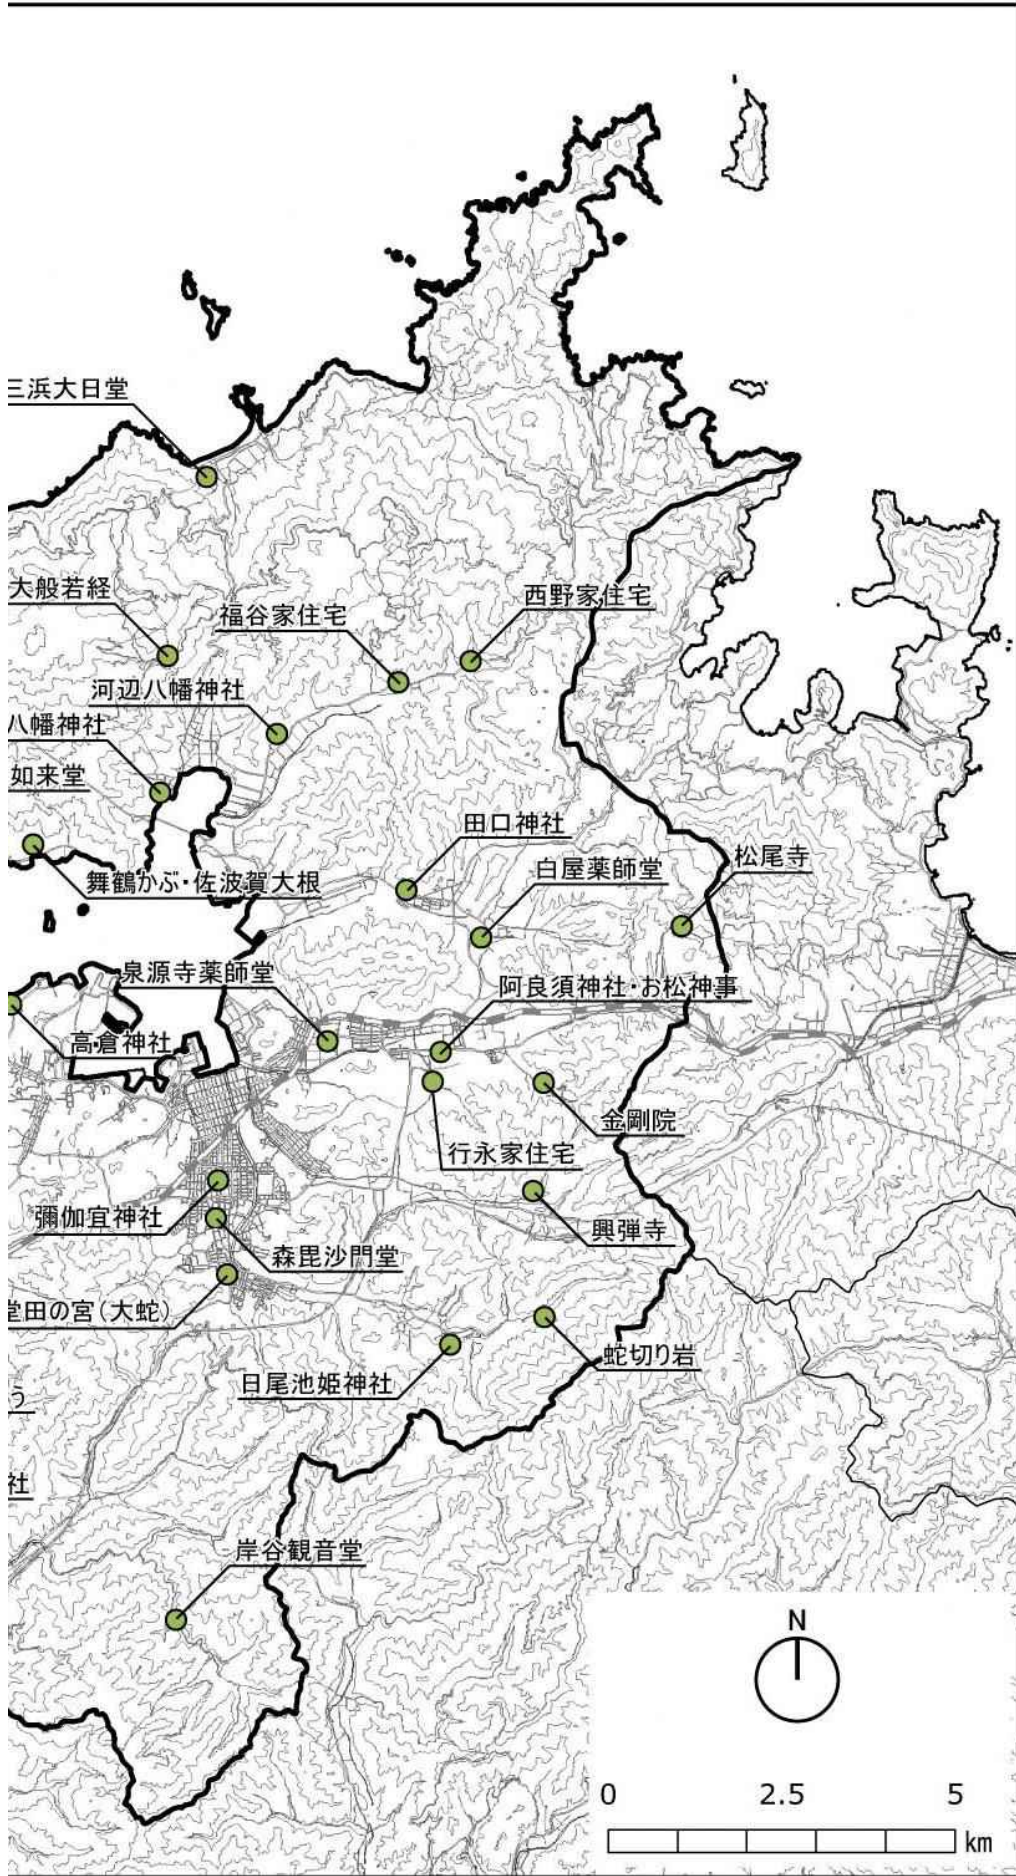 三浜大日堂
大般若経
西野家住宅
福谷家住宅
河辺八幡神社
八幡神社
如来堂
田口神社
白屋薬師堂
松尾寺
舞鶴かぶ・佐波賀大根
泉源寺薬師堂
阿良須神社・お松神事
高倉神社
金剛院
行永家住宅
彌伽宜神社
興弾寺
森毘沙門堂
堂田の宮（大蛇）
蛇切り岩
日尾池姫神社
う
社
岸谷観音堂
N
0 2.5 5
km